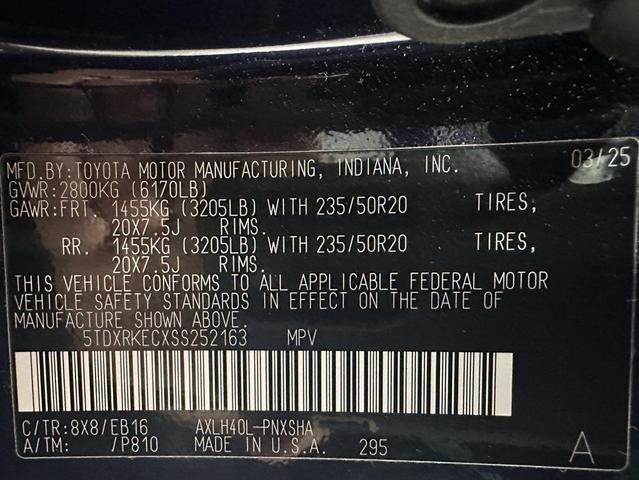 MFD.BY:TOYOTA MOTOR MANUFACTURING, INDIANA, INC. 03/25
GVWR:2800KG (6170LB)
GAWR:FRT. 1455KG (3205LB) WITH 235/50R20 TIRES,
20X7.5J RIMS.
RR. 1455KG (3205LB) WITH 235/50R20 TIRES,
20X7.5J RIMS.
THIS VEHICLE CONFORMS TO ALL APPLICABLE FEDERAL MOTOR
VEHICLE SAFETY STANDARDS IN EFFECT ON THE DATE OF
MANUFACTURE SHOWN ABOVE.
5TDXRKECXSS252163 MPV
C/TR:8X8/EB16 AXLH40L-PNXSHA
A/TM: /P810 MADE IN U.S.A. 295 A